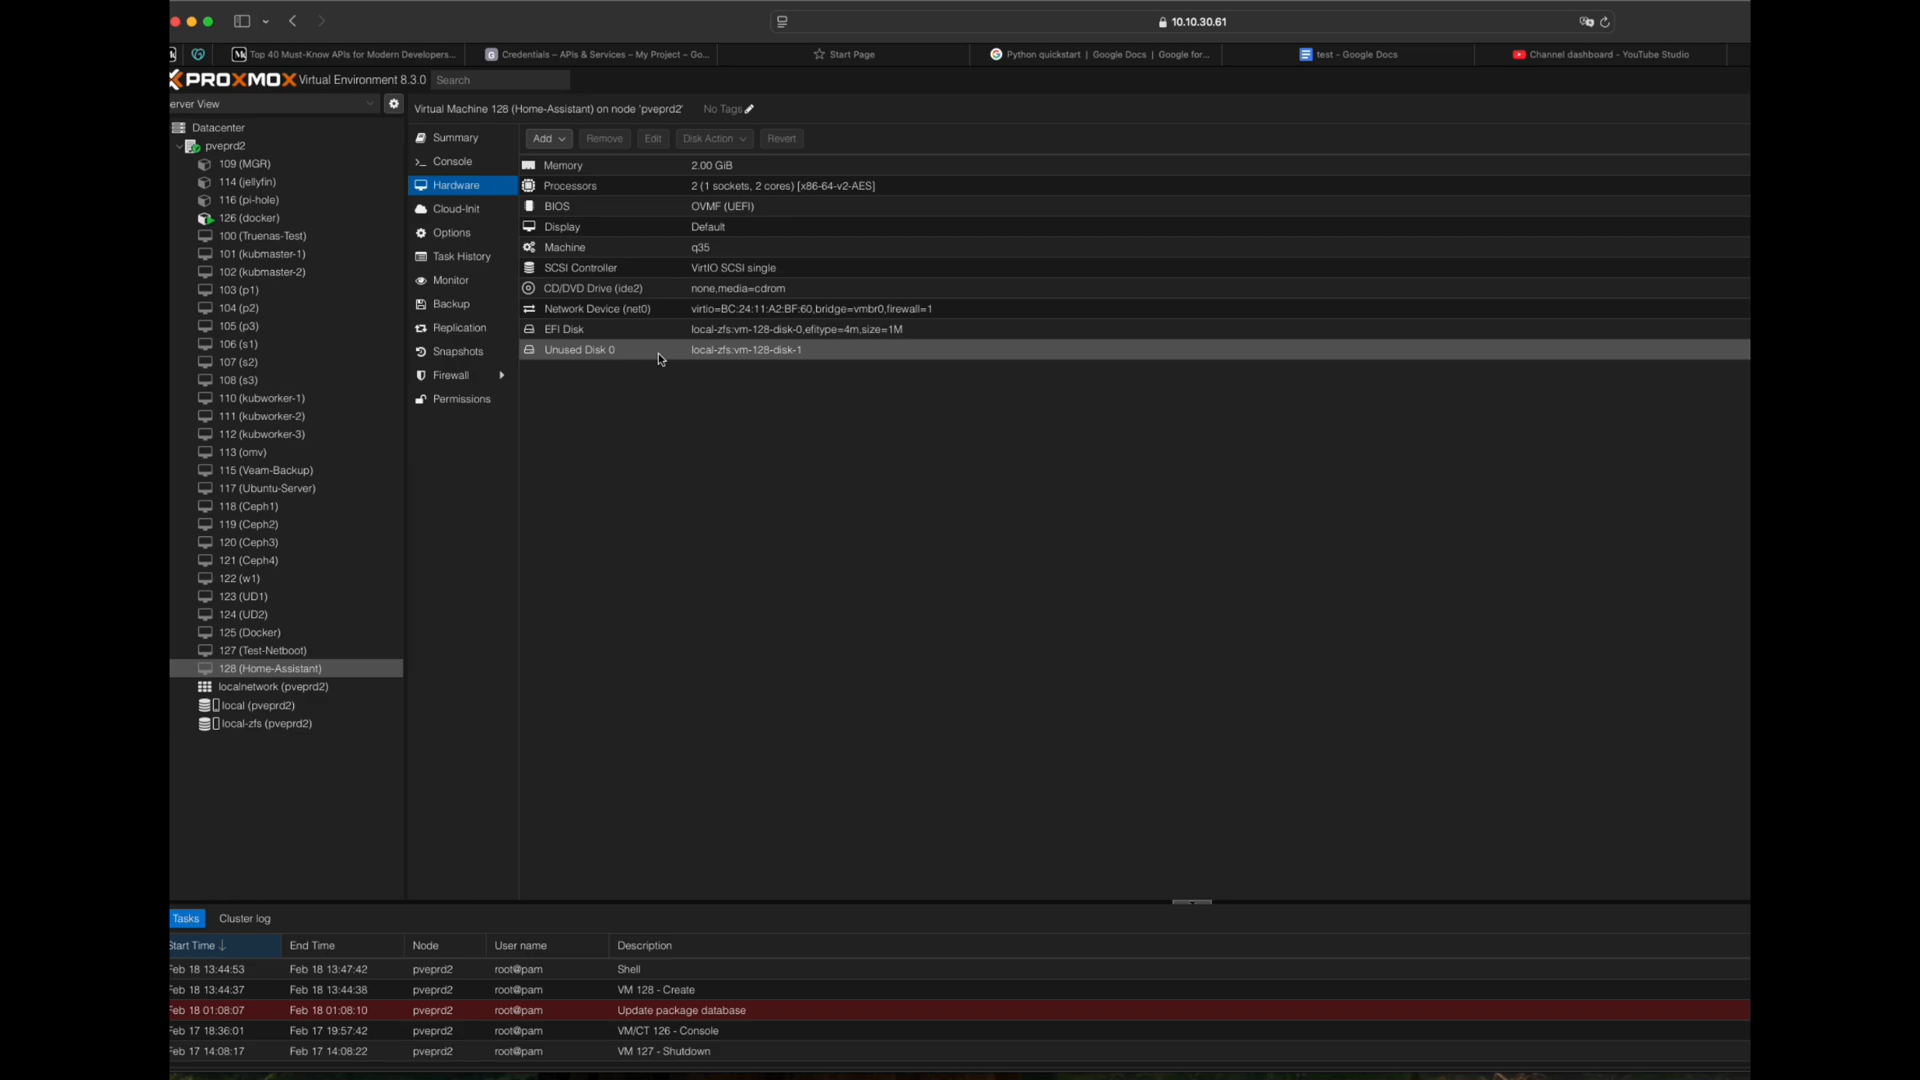 10.10.30.61
Top 40 Must-Know APIs for Modern Developers...
Credentials – APIs & Services – My Project – Go...
Start Page
Python quickstart | Google Docs | Google for...
test - Google Docs
Channel dashboard - YouTube Studio
PROXMOX Virtual Environment 8.3.0
Search
erver View
Virtual Machine 128 (Home-Assistant) on node 'pveprd2'
No Tags
Datacenter
pveprd2
109 (MGR)
114 (jellyfin)
116 (pi-hole)
126 (docker)
100 (Truenas-Test)
101 (kubmaster-1)
102 (kubmaster-2)
103 (p1)
104 (p2)
105 (p3)
106 (s1)
107 (s2)
108 (s3)
110 (kubworker-1)
111 (kubworker-2)
112 (kubworker-3)
113 (omv)
115 (Veam-Backup)
117 (Ubuntu-Server)
118 (Ceph1)
119 (Ceph2)
120 (Ceph3)
121 (Ceph4)
122 (w1)
123 (UD1)
124 (UD2)
125 (Docker)
127 (Test-Netboot)
128 (Home-Assistant)
localnetwork (pveprd2)
local (pveprd2)
local-zfs (pveprd2)
Summary
Console
Hardware
Cloud-Init
Options
Task History
Monitor
Backup
Replication
Snapshots
Firewall
Permissions
Add Remove Edit Disk Action Revert
Memory 2.00 GiB
Processors 2 (1 sockets, 2 cores) [x86-64-v2-AES]
BIOS OVMF (UEFI)
Display Default
Machine q35
SCSI Controller VirtIO SCSI single
CD/DVD Drive (ide2) none,media=cdrom
Network Device (net0) virtio=BC:24:11:A2:BF:60,bridge=vmbr0,firewall=1
EFI Disk local-zfs:vm-128-disk-0,efitype=4m,size=1M
Unused Disk 0 local-zfs:vm-128-disk-1
Tasks Cluster log
Start Time End Time Node User name Description
Feb 18 13:44:53 Feb 18 13:47:42 pveprd2 root@pam Shell
Feb 18 13:44:37 Feb 18 13:44:38 pveprd2 root@pam VM 128 - Create
Feb 18 01:08:07 Feb 18 01:08:10 pveprd2 root@pam Update package database
Feb 17 18:36:01 Feb 17 19:57:42 pveprd2 root@pam VM/CT 126 - Console
Feb 17 14:08:17 Feb 17 14:08:22 pveprd2 root@pam VM 127 - Shutdown